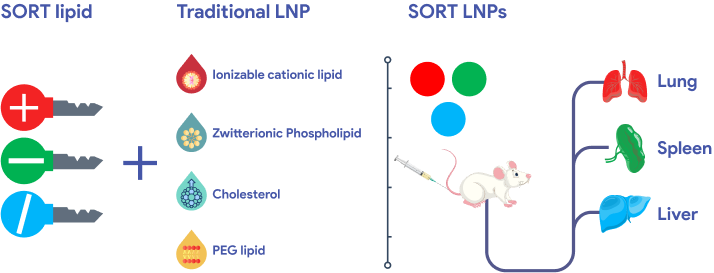 SORT lipid
Traditional LNP
SORT LNPs
Ionizable cationic lipid
Zwitterionic Phospholipid
Cholesterol
PEG lipid
Lung
Spleen
Liver